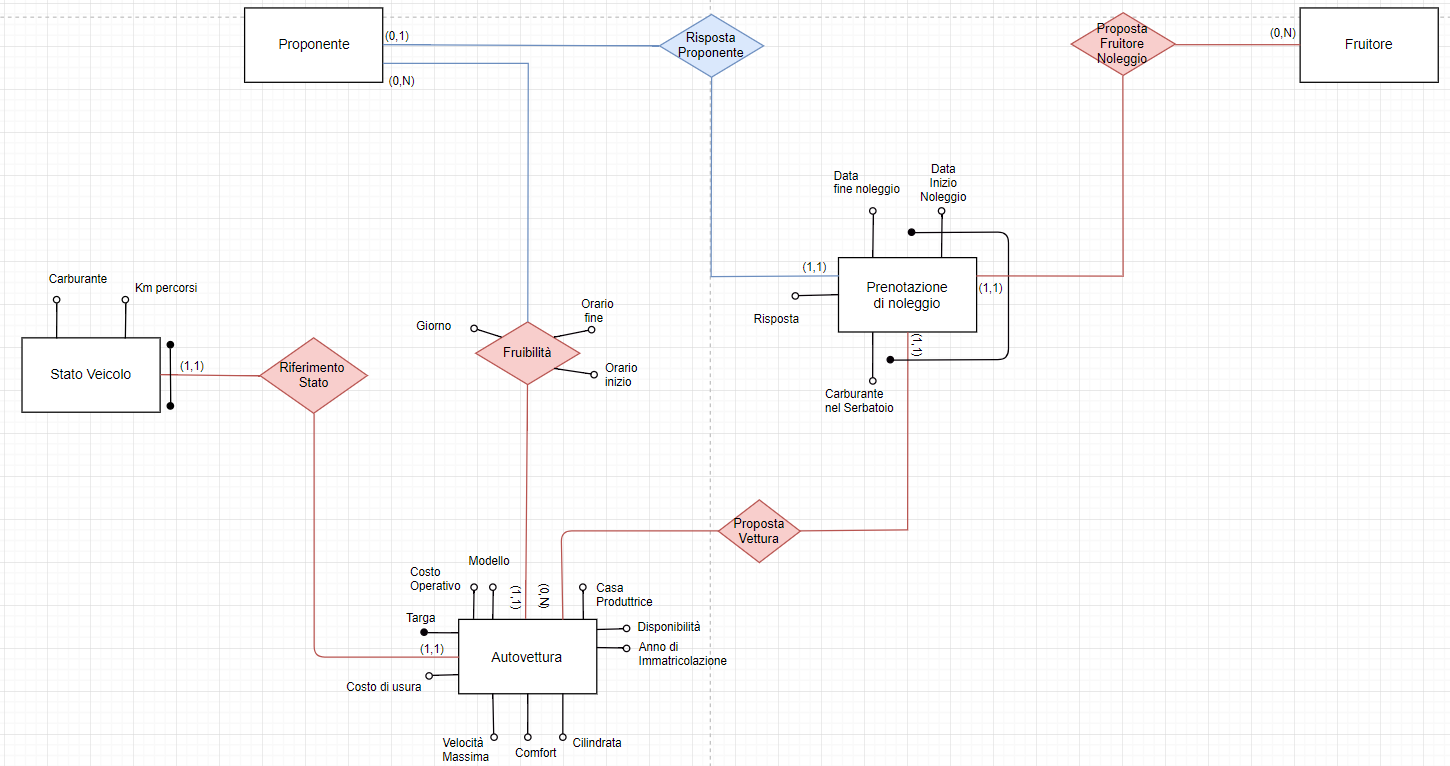 Proponente
(0,1)
(0,N)
Risposta
Proponente
Proposta
Fruitore
Noleggio
(0,N)
Fruitore
Data
fine noleggio
Data
Inizio
Noleggio
(1,1)
Prenotazione
di noleggio
(1,1)
Risposta
(1,1)
Carburante
nel Serbatoio
Carburante
Km percorsi
Stato Veicolo
(1,1)
Riferimento
Stato
Giorno
Orario
fine
Fruibilità
Orario
inizio
Proposta
Vettura
Modello
Costo
Operativo
(1,1)
(0,N)
Casa
Produttrice
Targa
Disponibilità
(1,1)
Autovettura
Anno di
Immatricolazione
Costo di usura
Velocità
Massima
Comfort
Cilindrata